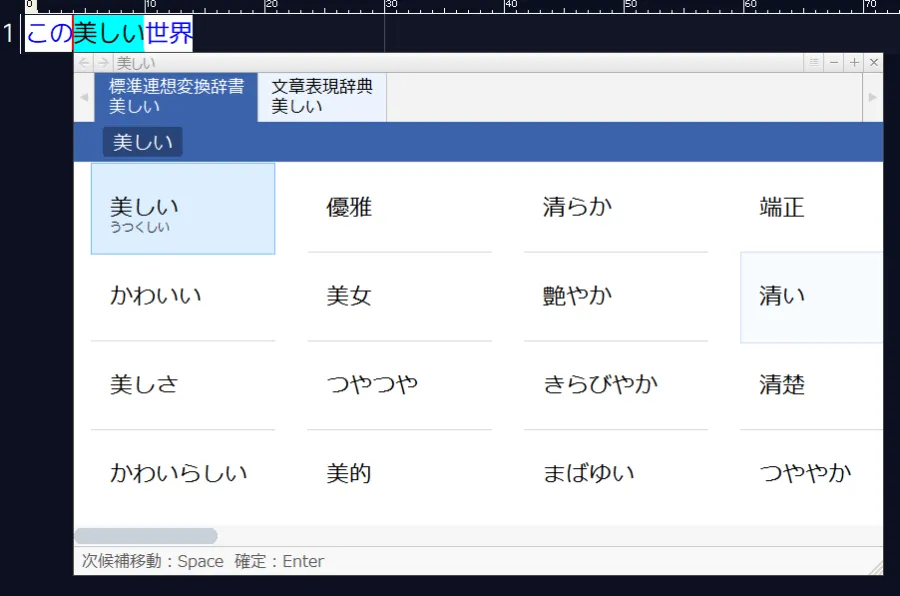 0 10 20 30 40 50 60 70
1 この美しい世界
美しい
標準連想変換辞書 文章表現辞典
美しい 美しい
美しい
美しい 優雅 清らか 端正
うつくしい
かわいい 美女 艶やか 清い
美しさ つやつや きらびやか 清楚
かわいらしい 美的 まばゆい つややか
次候補移動：Space 確定：Enter